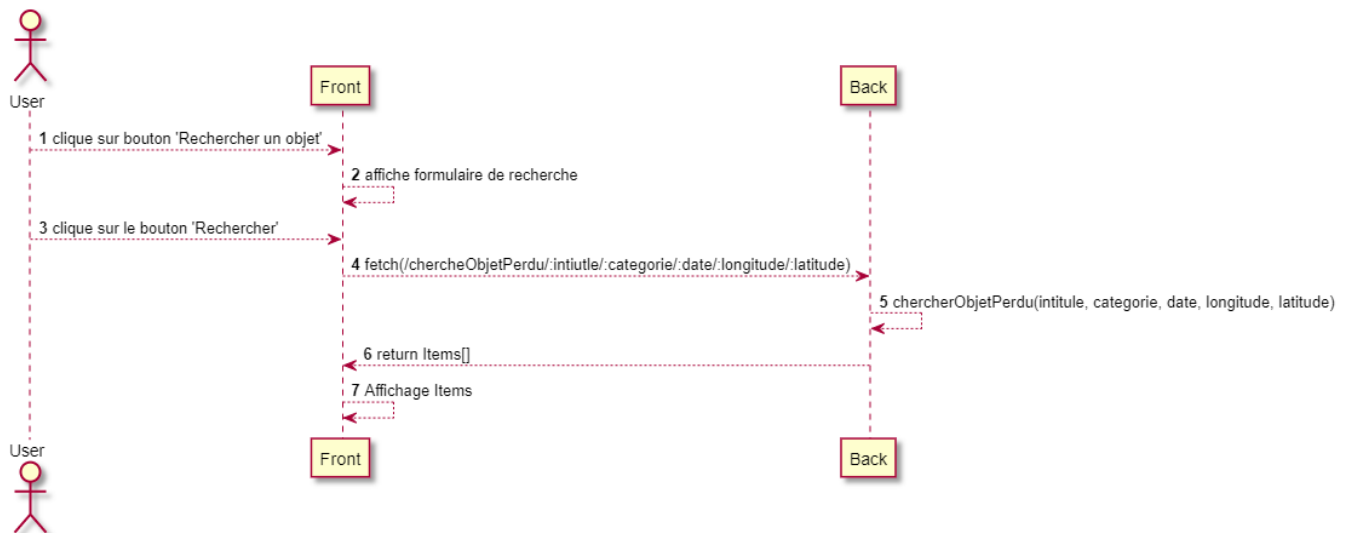 User
Front
Back
1 clique sur bouton 'Rechercher un objet'
2 affiche formulaire de recherche
3 clique sur le bouton 'Rechercher'
4 fetch(/chercheObjetPerdu/:intiutle/:categorie/:date/:longitude/:latitude)
5 chercherObjetPerdu(intitule, categorie, date, longitude, latitude)
6 return Items[]
7 Affichage Items
User
Front
Back